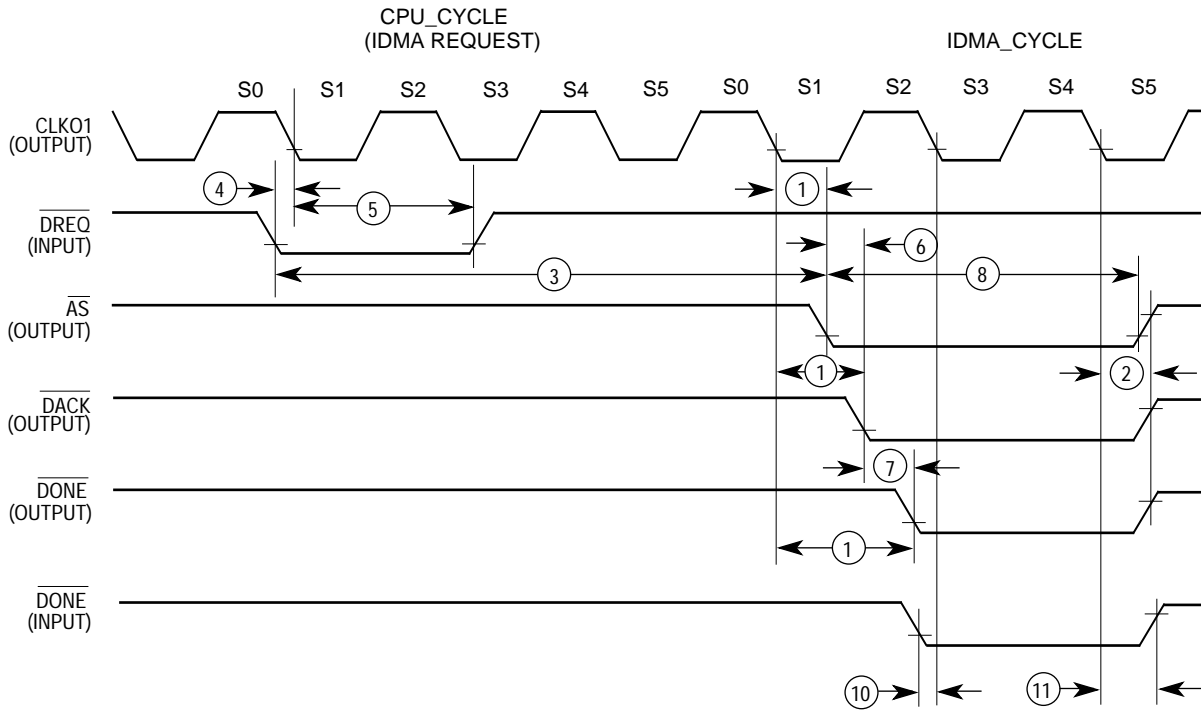 CPU_CYCLE
(IDMA REQUEST)
IDMA_CYCLE
S0 S1 S2 S3 S4 S5 S0 S1 S2 S3 S4 S5
CLKO1
(OUTPUT)
4
5
1
DREQ
(INPUT)
6
3
8
AS
(OUTPUT)
1
2
DACK
(OUTPUT)
7
DONE
(OUTPUT)
1
DONE
(INPUT)
10
11